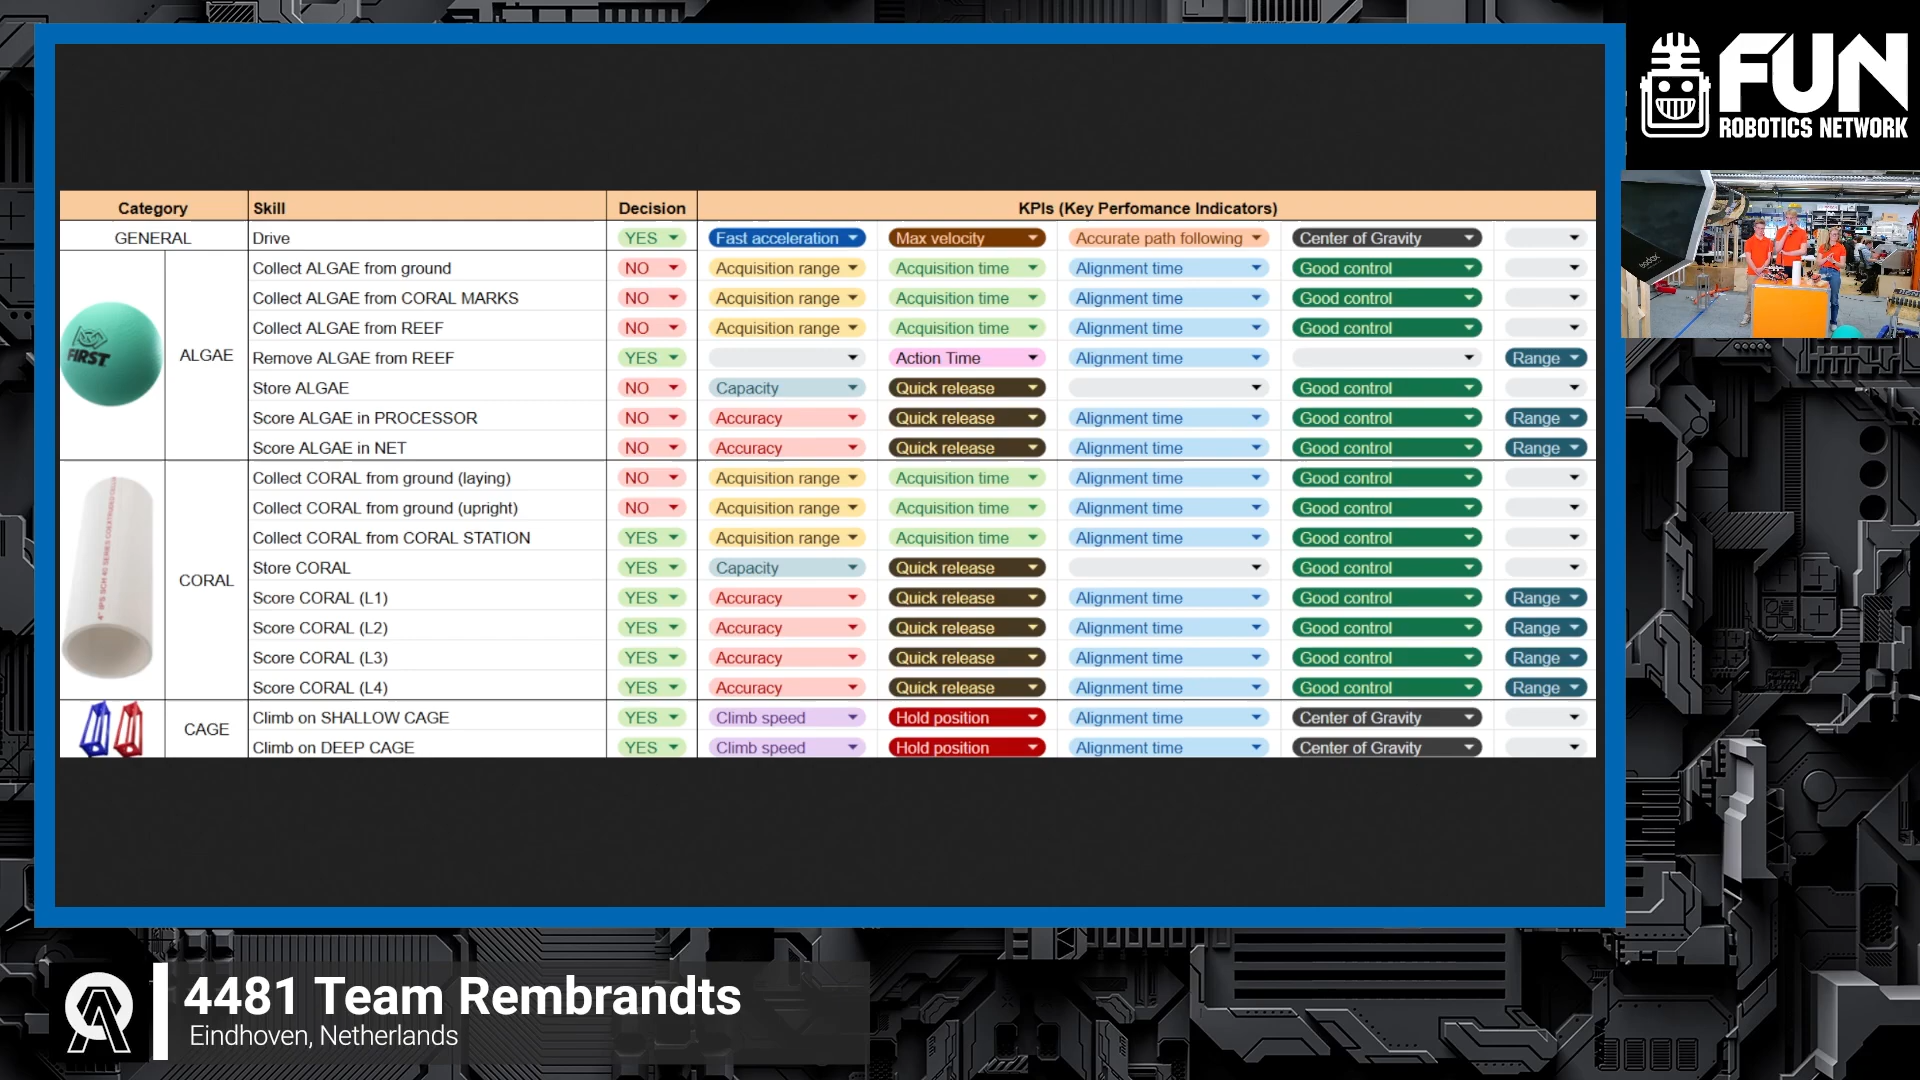 FUN
ROBOTICS NETWORK
Category Skill Decision KPIs (Key Perfomance Indicators)
GENERAL Drive YES Fast acceleration Max velocity Accurate path following Center of Gravity
Collect ALGAE from ground NO Acquisition range Acquisition time Alignment time Good control
Collect ALGAE from CORAL MARKS NO Acquisition range Acquisition time Alignment time Good control
Collect ALGAE from REEF NO Acquisition range Acquisition time Alignment time Good control
FIRST ALGAE Remove ALGAE from REEF YES Action Time Alignment time Range
Store ALGAE NO Capacity Quick release Good control
Score ALGAE in PROCESSOR NO Accuracy Quick release Alignment time Good control Range
Score ALGAE in NET NO Accuracy Quick release Alignment time Good control Range
Collect CORAL from ground (laying) NO Acquisition range Acquisition time Alignment time Good control
Collect CORAL from ground (upright) NO Acquisition range Acquisition time Alignment time Good control
Collect CORAL from CORAL STATION YES Acquisition range Acquisition time Alignment time Good control
Store CORAL YES Capacity Quick release Good control
CORAL
Score CORAL (L1) YES Accuracy Quick release Alignment time Good control Range
Score CORAL (L2) YES Accuracy Quick release Alignment time Good control Range
Score CORAL (L3) YES Accuracy Quick release Alignment time Good control Range
Score CORAL (L4) YES Accuracy Quick release Alignment time Good control Range
CAGE Climb on SHALLOW CAGE YES Climb speed Hold position Alignment time Center of Gravity
Climb on DEEP CAGE YES Climb speed Hold position Alignment time Center of Gravity
4481 Team Rembrandts
Eindhoven, Netherlands